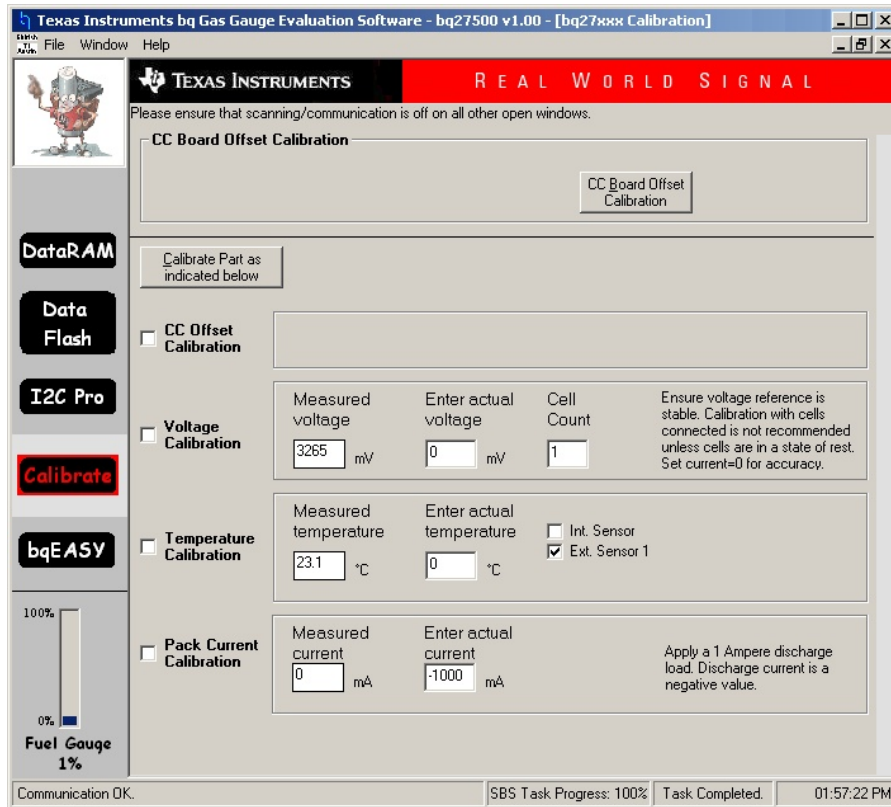 Texas Instruments bq Gas Gauge Evaluation Software - bq27500 v1.00 - [bq27xxx Calibration]
File Window Help
TEXAS INSTRUMENTS
REAL WORLD SIGNAL
Please ensure that scanning/communication is off on all other open windows.
CC Board Offset Calibration
CC Board Offset
Calibration
DataRAM
Data
Flash
I2C Pro
Calibrate
bqEASY
100%
0%
Fuel Gauge
1%
Calibrate Part as
indicated below
CC Offset
Calibration
Voltage
Calibration
Measured
voltage
3265 mV
Enter actual
voltage
0 mV
Cell
Count
1
Ensure voltage reference is
stable. Calibration with cells
connected is not recommended
unless cells are in a state of rest.
Set current=0 for accuracy.
Temperature
Calibration
Measured
temperature
23.1 °C
Enter actual
temperature
0 °C
Int. Sensor
Ext. Sensor 1
Pack Current
Calibration
Measured
current
0 mA
Enter actual
current
-1000 mA
Apply a 1 Ampere discharge
load. Discharge current is a
negative value.
Communication OK.
SBS Task Progress: 100%
Task Completed.
01:57:22 PM